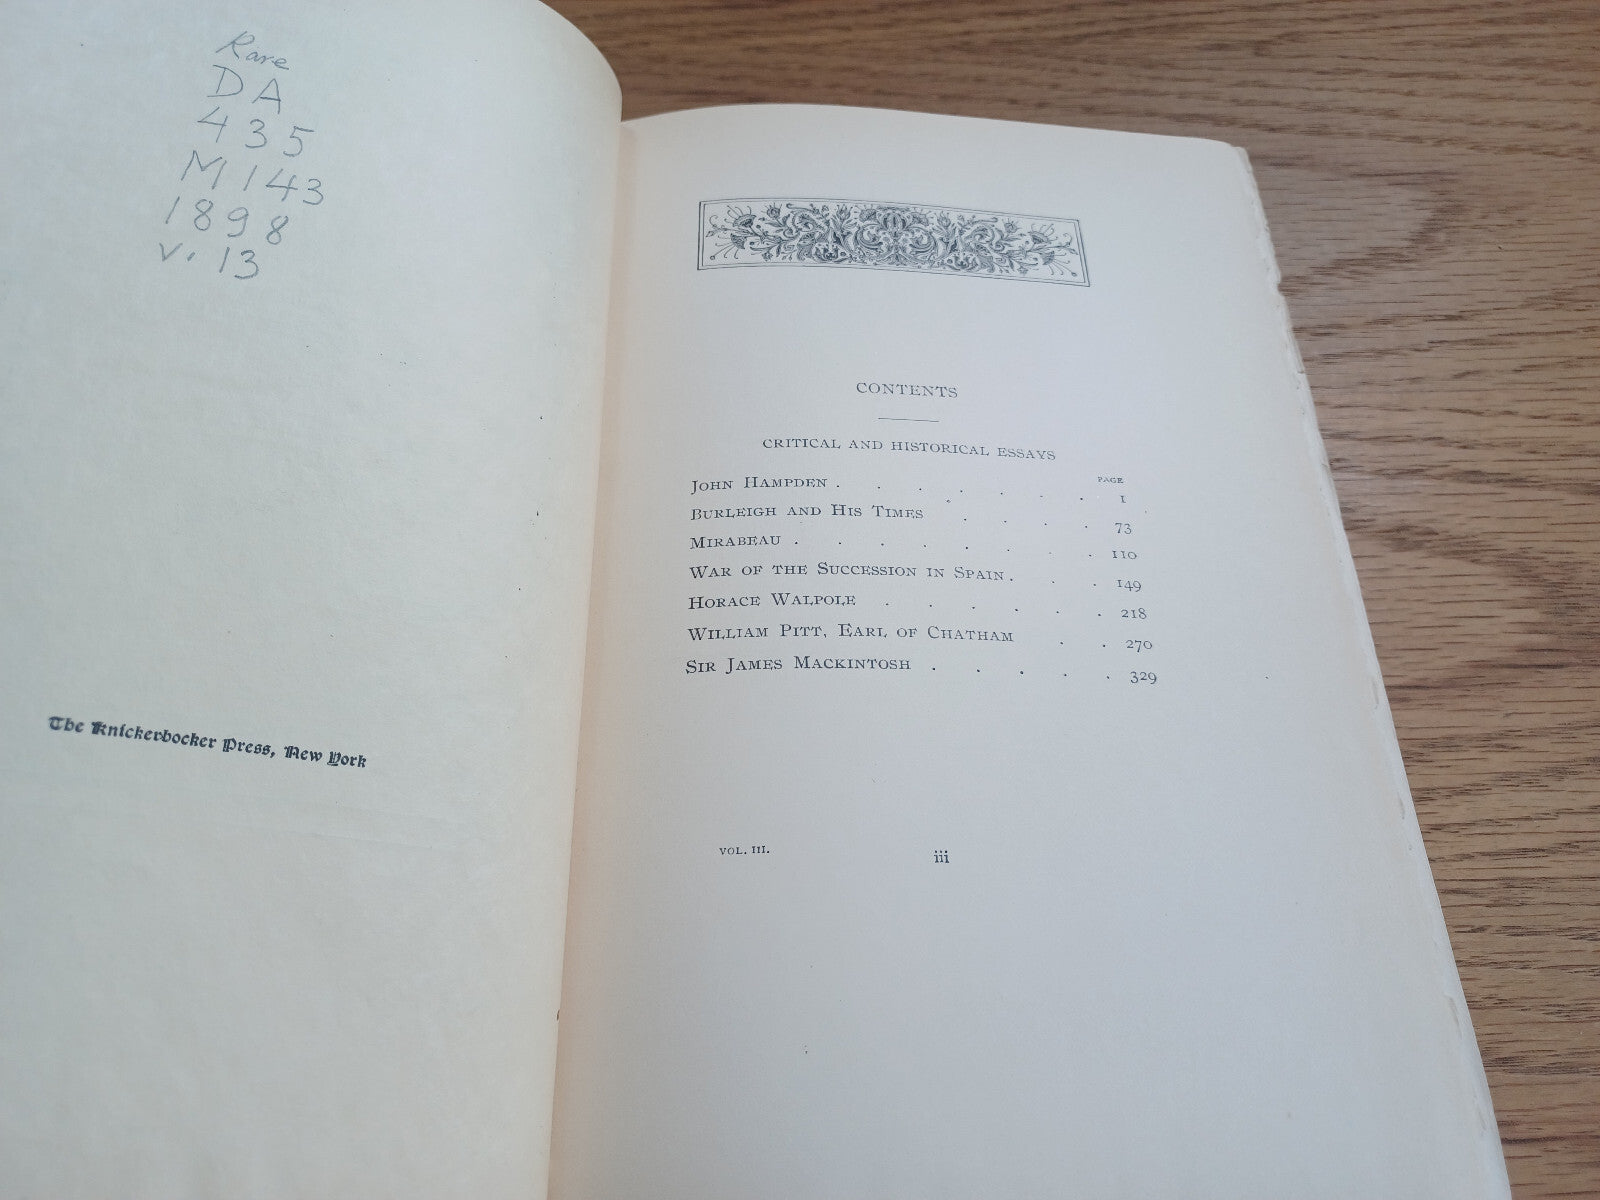 Rare
DA
435
M143
1898
v. 13
The Knickerbocker Press, New York
CONTENTS
CRITICAL AND HISTORICAL ESSAYS
PAGE
JOHN HAMPDEN . . . . . . . 1
BURLEIGH AND HIS TIMES . . . . 73
MIRABEAU . . . . . . . . 110
WAR OF THE SUCCESSION IN SPAIN . . . 149
HORACE WALPOLE . . . . . . 218
WILLIAM PITT, EARL OF CHATHAM . . 270
SIR JAMES MACKINTOSH . . . . . 329
VOL. III.
iii